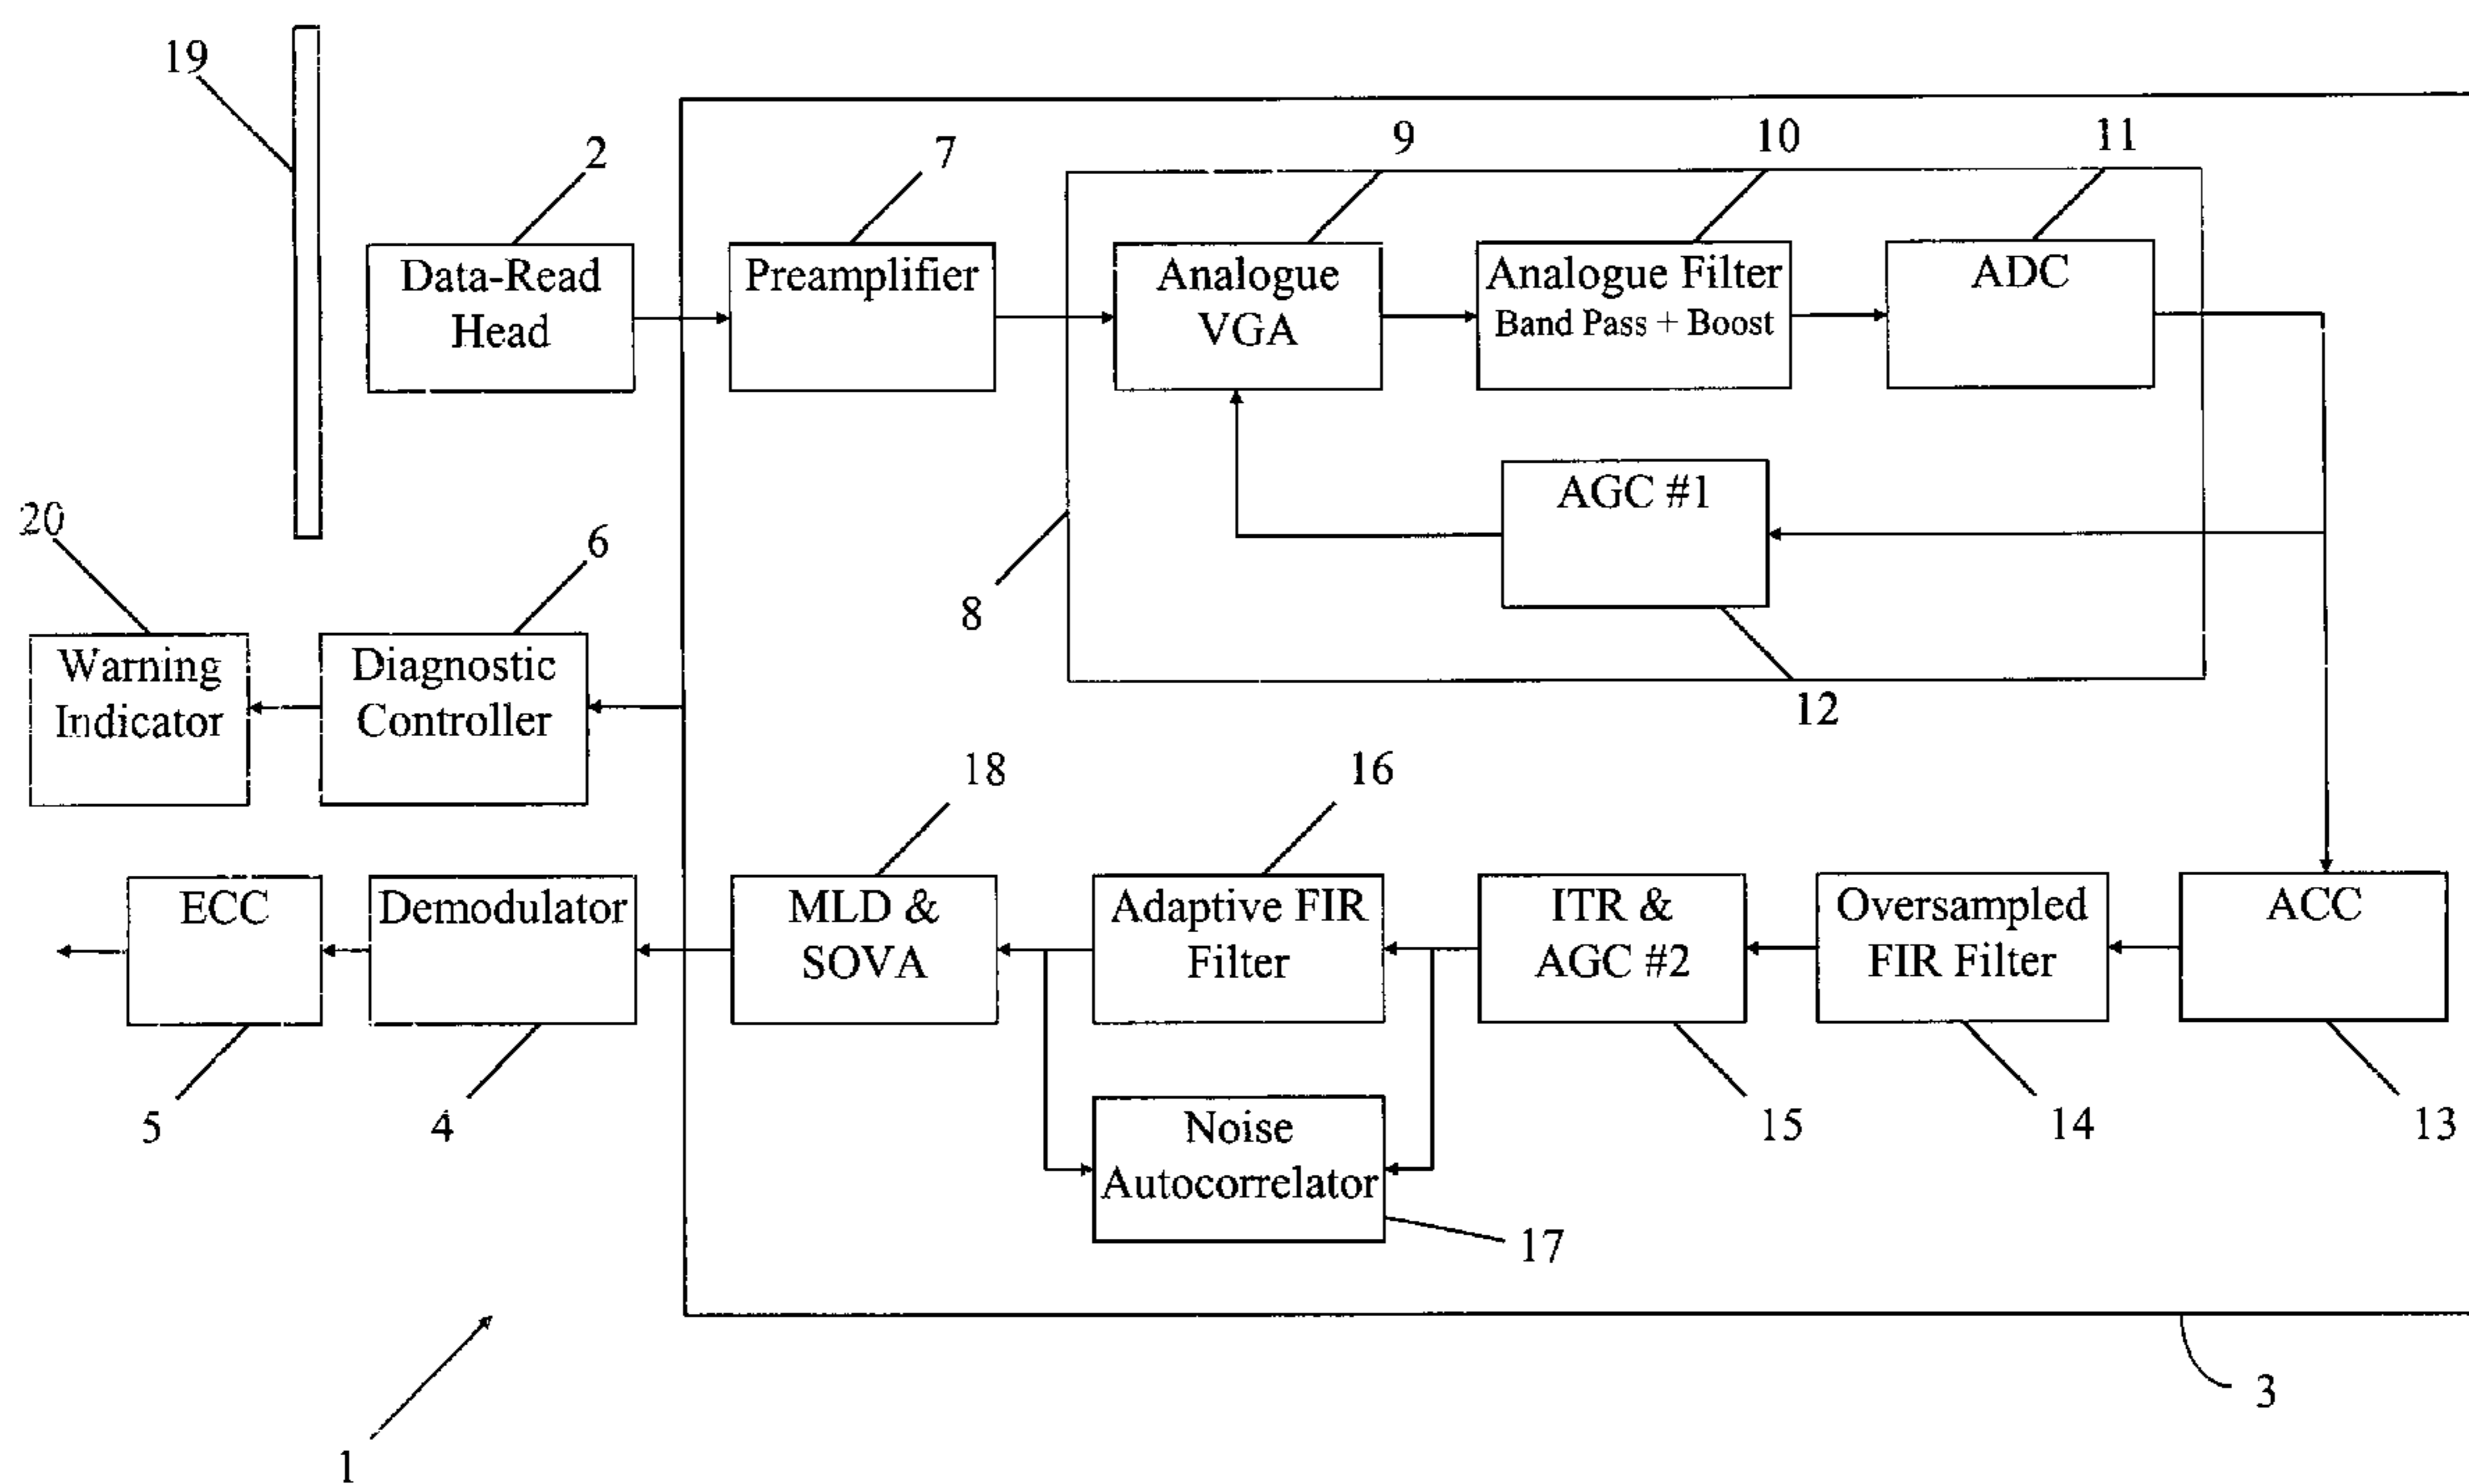 19
2
7
9
10
11
Data-Read
Head
Preamplifier
Analogue
VGA
Analogue Filter
Band Pass + Boost
ADC
AGC #1
20
6
8
12
Warning
Indicator
Diagnostic
Controller
18
16
ECC
Demodulator
MLD &
SOVA
Adaptive FIR
Filter
ITR &
AGC #2
Oversampled
FIR Filter
ACC
5
4
Noise
Autocorrelator
15
14
13
17
3
1